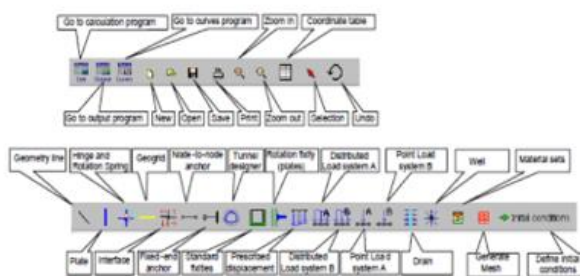 Go to calculation program
Go to curves program
Zoom in
Coordinate table
Go to output program
New
Open
Save
Print
Zoom out
Selection
Undo
Geometry line
Hinge and Rotation Spring
Geogrid
Node-to-node anchor
Tunnel designer
Rotation fixity (plates)
Distributed Load system A
Point Load system B
Well
Material sets
Initial conditions
Plate
Interface
Fixed-end anchor
Standard fixities
Prescribed displacement
Distributed Load system B
Point Load system A
Drain
Generate Mesh
Define initial conditions